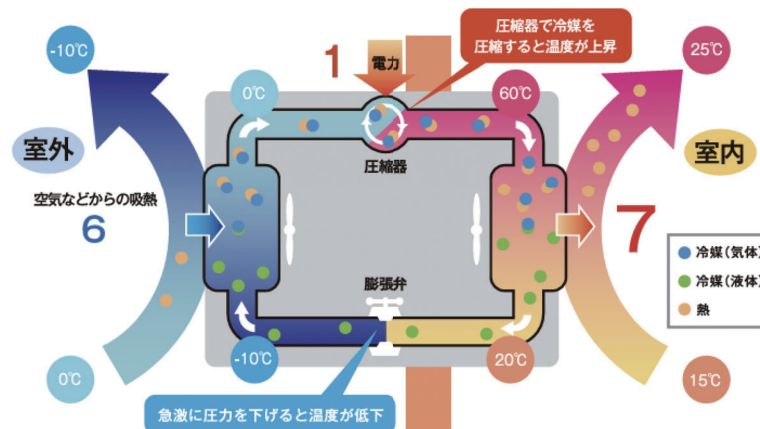 -10℃
1
電力
圧縮器で冷媒を
圧縮すると温度が上昇
25℃
0℃
60℃
室外
圧縮器
室内
空気などからの吸熱
6
7
冷媒(気体)
冷媒(液体)
熱
膨張弁
0℃
-10℃
20℃
15℃
急激に圧力を下げると温度が低下